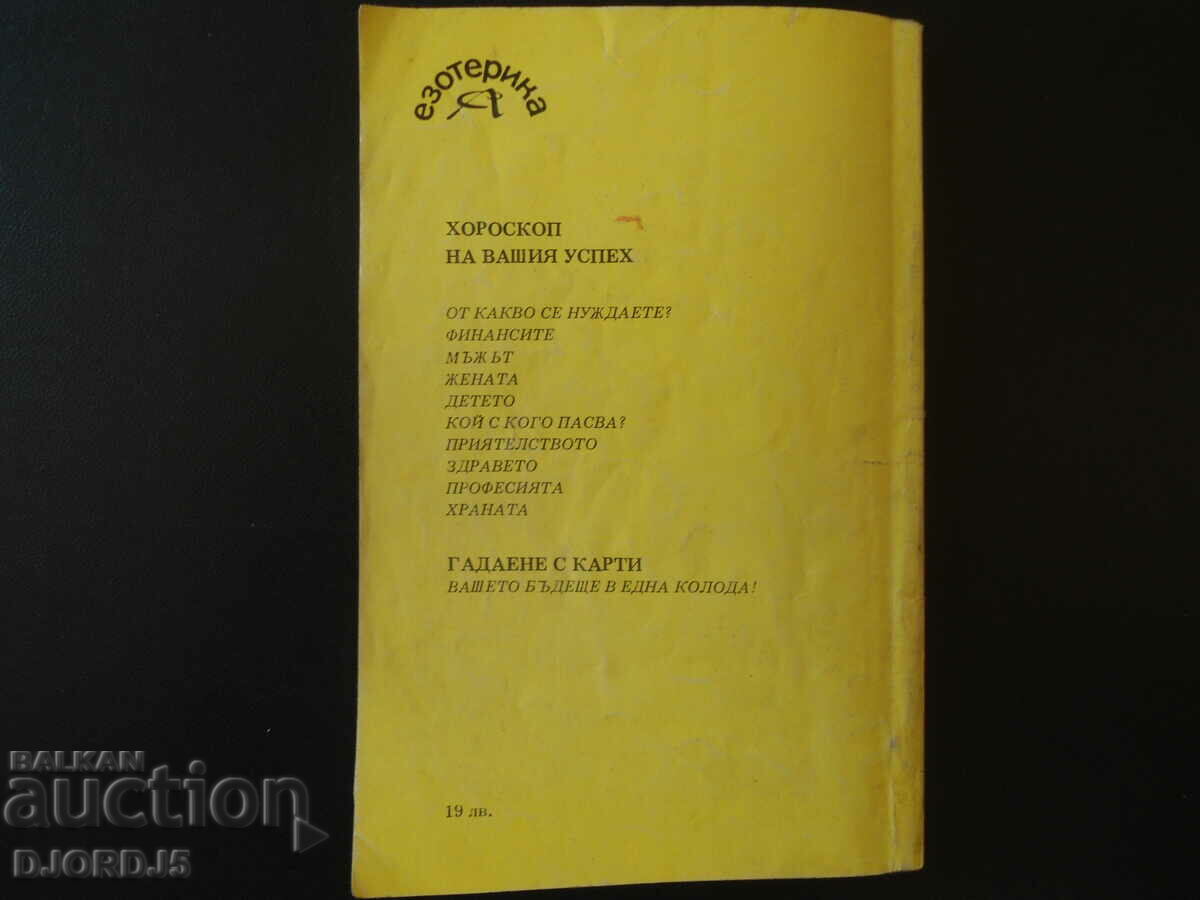 езотерика
ХОРОСКОП
НА ВАШИЯ УСПЕХ
ОТ КАКВО СЕ НУЖДАЕТЕ?
ФИНАНСИТЕ
МЪЖЪТ
ЖЕНАТА
ДЕТЕТО
КОЙ С КОГО ПАСВА?
ПРИЯТЕЛСТВОТО
ЗДРАВЕТО
ПРОФЕСИЯТА
ХРАНАТА
ГАДАЕНЕ С КАРТИ
ВАШЕТО БЪДЕЩЕ В ЕДНА КОЛОДА!
19 лв.
BALKAN
auction
DJORDJ5